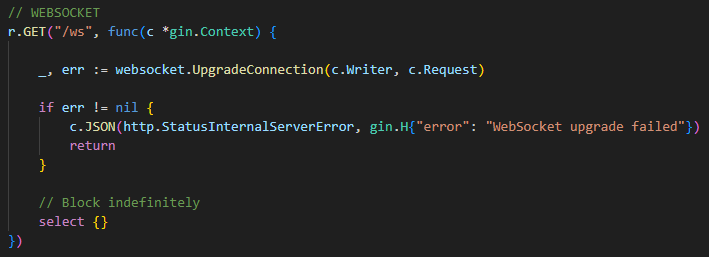 // WEBSOCKET
r.GET("/ws", func(c *gin.Context) {
_, err := websocket.UpgradeConnection(c.Writer, c.Request)
if err != nil {
c.JSON(http.StatusInternalServerError, gin.H{"error": "WebSocket upgrade failed"})
return
}
// Block indefinitely
select {}
})